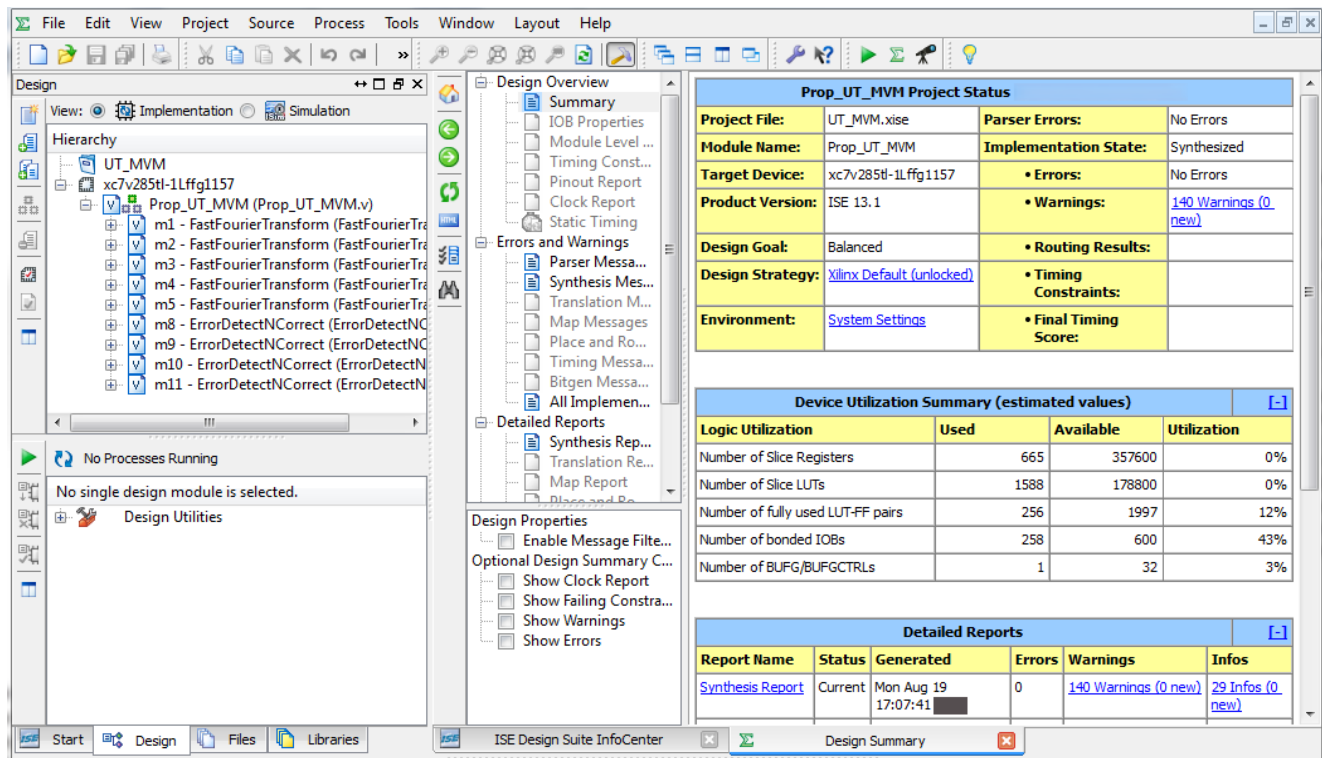 File Edit View Project Source Process Tools Window Layout Help
»
Design
View: Implementation Simulation
Hierarchy
UT_MVM
xc7v285tl-1Lffg1157
Prop_UT_MVM (Prop_UT_MVM.v)
m1 - FastFourierTransform (FastFourierTra
m2 - FastFourierTransform (FastFourierTra
m3 - FastFourierTransform (FastFourierTra
m4 - FastFourierTransform (FastFourierTra
m5 - FastFourierTransform (FastFourierTra
m8 - ErrorDetectNCorrect (ErrorDetectNC
m9 - ErrorDetectNCorrect (ErrorDetectNC
m10 - ErrorDetectNCorrect (ErrorDetectN
m11 - ErrorDetectNCorrect (ErrorDetectN
No Processes Running
No single design module is selected.
Design Utilities
Start Design Files Libraries
Design Overview
Summary
IOB Properties
Module Level ...
Timing Const...
Pinout Report
Clock Report
Static Timing
Errors and Warnings
Parser Messa...
Synthesis Mes...
Translation M...
Map Messages
Place and Ro...
Timing Messa...
Bitgen Messa...
All Implemen...
Detailed Reports
Synthesis Rep...
Translation Re...
Map Report
Place and Ro
Design Properties
Enable Message Filte...
Optional Design Summary C...
Show Clock Report
Show Failing Constra...
Show Warnings
Show Errors
Prop_UT_MVM Project Status
Project File: UT_MVM.xise Parser Errors: No Errors
Module Name: Prop_UT_MVM Implementation State: Synthesized
Target Device: xc7v285tl-1Lffg1157 • Errors: No Errors
Product Version: ISE 13.1 • Warnings: 140 Warnings (0
new)
Design Goal: Balanced • Routing Results:
Design Strategy: Xilinx Default (unlocked) • Timing
Constraints:
Environment: System Settings • Final Timing
Score:
Device Utilization Summary (estimated values) [-]
Logic Utilization Used Available Utilization
Number of Slice Registers 665 357600 0%
Number of Slice LUTs 1588 178800 0%
Number of fully used LUT-FF pairs 256 1997 12%
Number of bonded IOBs 258 600 43%
Number of BUFG/BUFGCTRLs 1 32 3%
Detailed Reports [-]
Report Name Status Generated Errors Warnings Infos
Synthesis Report Current Mon Aug 19 0 140 Warnings (0 new) 29 Infos (0
17:07:41 new)
ISE Design Suite InfoCenter Design Summary